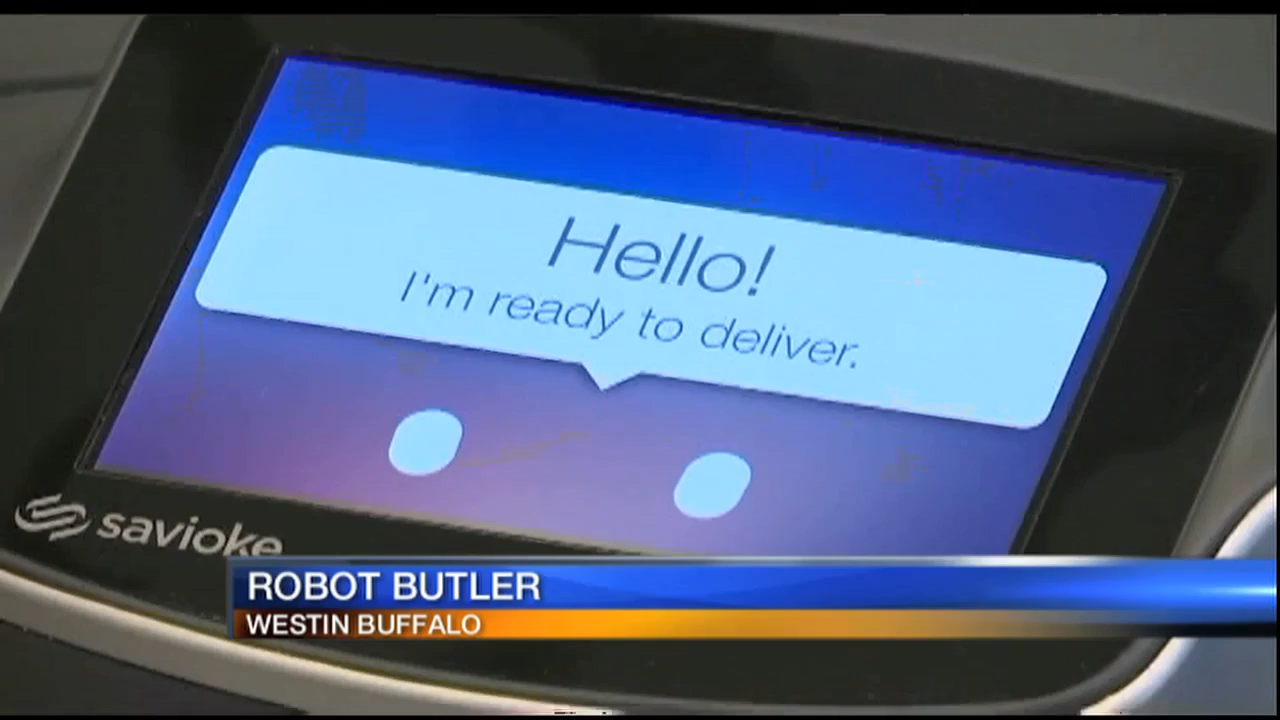 Hello!
I'm ready to deliver.
savioke
ROBOT BUTLER
WESTIN BUFFALO